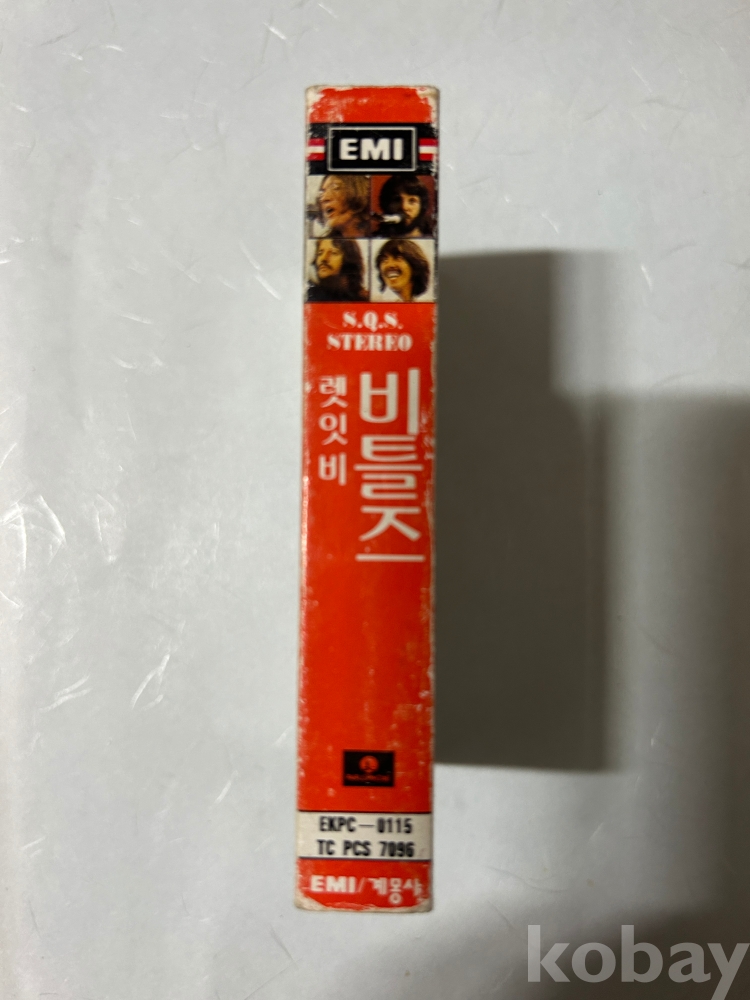 EMI
S.Q.S.
STEREO
비틀즈
렛잇비
EKPC-0115
TC PCS 7096
EMI/계몽사
kobay